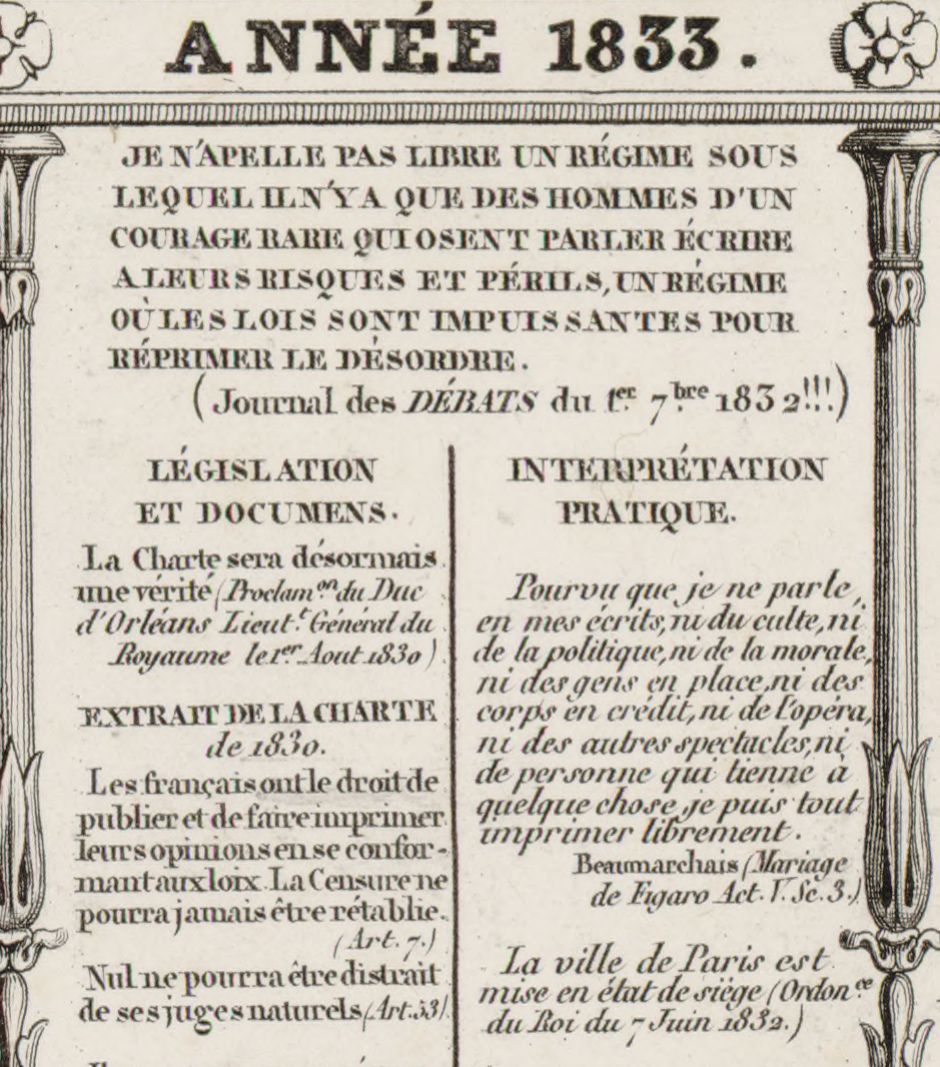 ANNÉE 1833.
JE N'APELLE PAS LIBRE UN RÉGIME SOUS
LEQUEL IL N'Y A QUE DES HOMMES D'UN
COURAGE RARE QUI OSENT PARLER ÉCRIRE
A LEURS RISQUES ET PÉRILS, UN RÉGIME
OÙ LES LOIS SONT IMPUISSANTES POUR
RÉPRIMER LE DÉSORDRE.
(Journal des DÉBATS du 1er. 7bre 1832!!!)
LÉGISLATION
ET DOCUMENS.
La Charte sera désormais
une vérité (Proclamon. du Duc
d'Orléans Lieut.t Général du
Royaume le 1er. Aout 1830)
EXTRAIT DE LA CHARTE
de 1830.
Les français ont le droit de
publier et de faire imprimer
leurs opinions en se confor-
mant aux loix. La Censure ne
pourra jamais être rétablie.
(Art. 7.)
Nul ne pourra être distrait
de ses juges naturels (Art. 53).
INTERPRÉTATION
PRATIQUE.
Pourvu que je ne parle,
en mes écrits, ni du culte, ni
de la politique, ni de la morale,
ni des gens en place, ni des
corps en crédit, ni de l'opéra,
ni des autres spectacles, ni
de personne qui tienne à
quelque chose, je puis tout
imprimer librement.
Beaumarchais (Mariage
de Figaro Act. V. Sc. 3.)
La ville de Paris est
mise en état de siège (Ordon.ce
du Roi du 7 Juin 1832.)